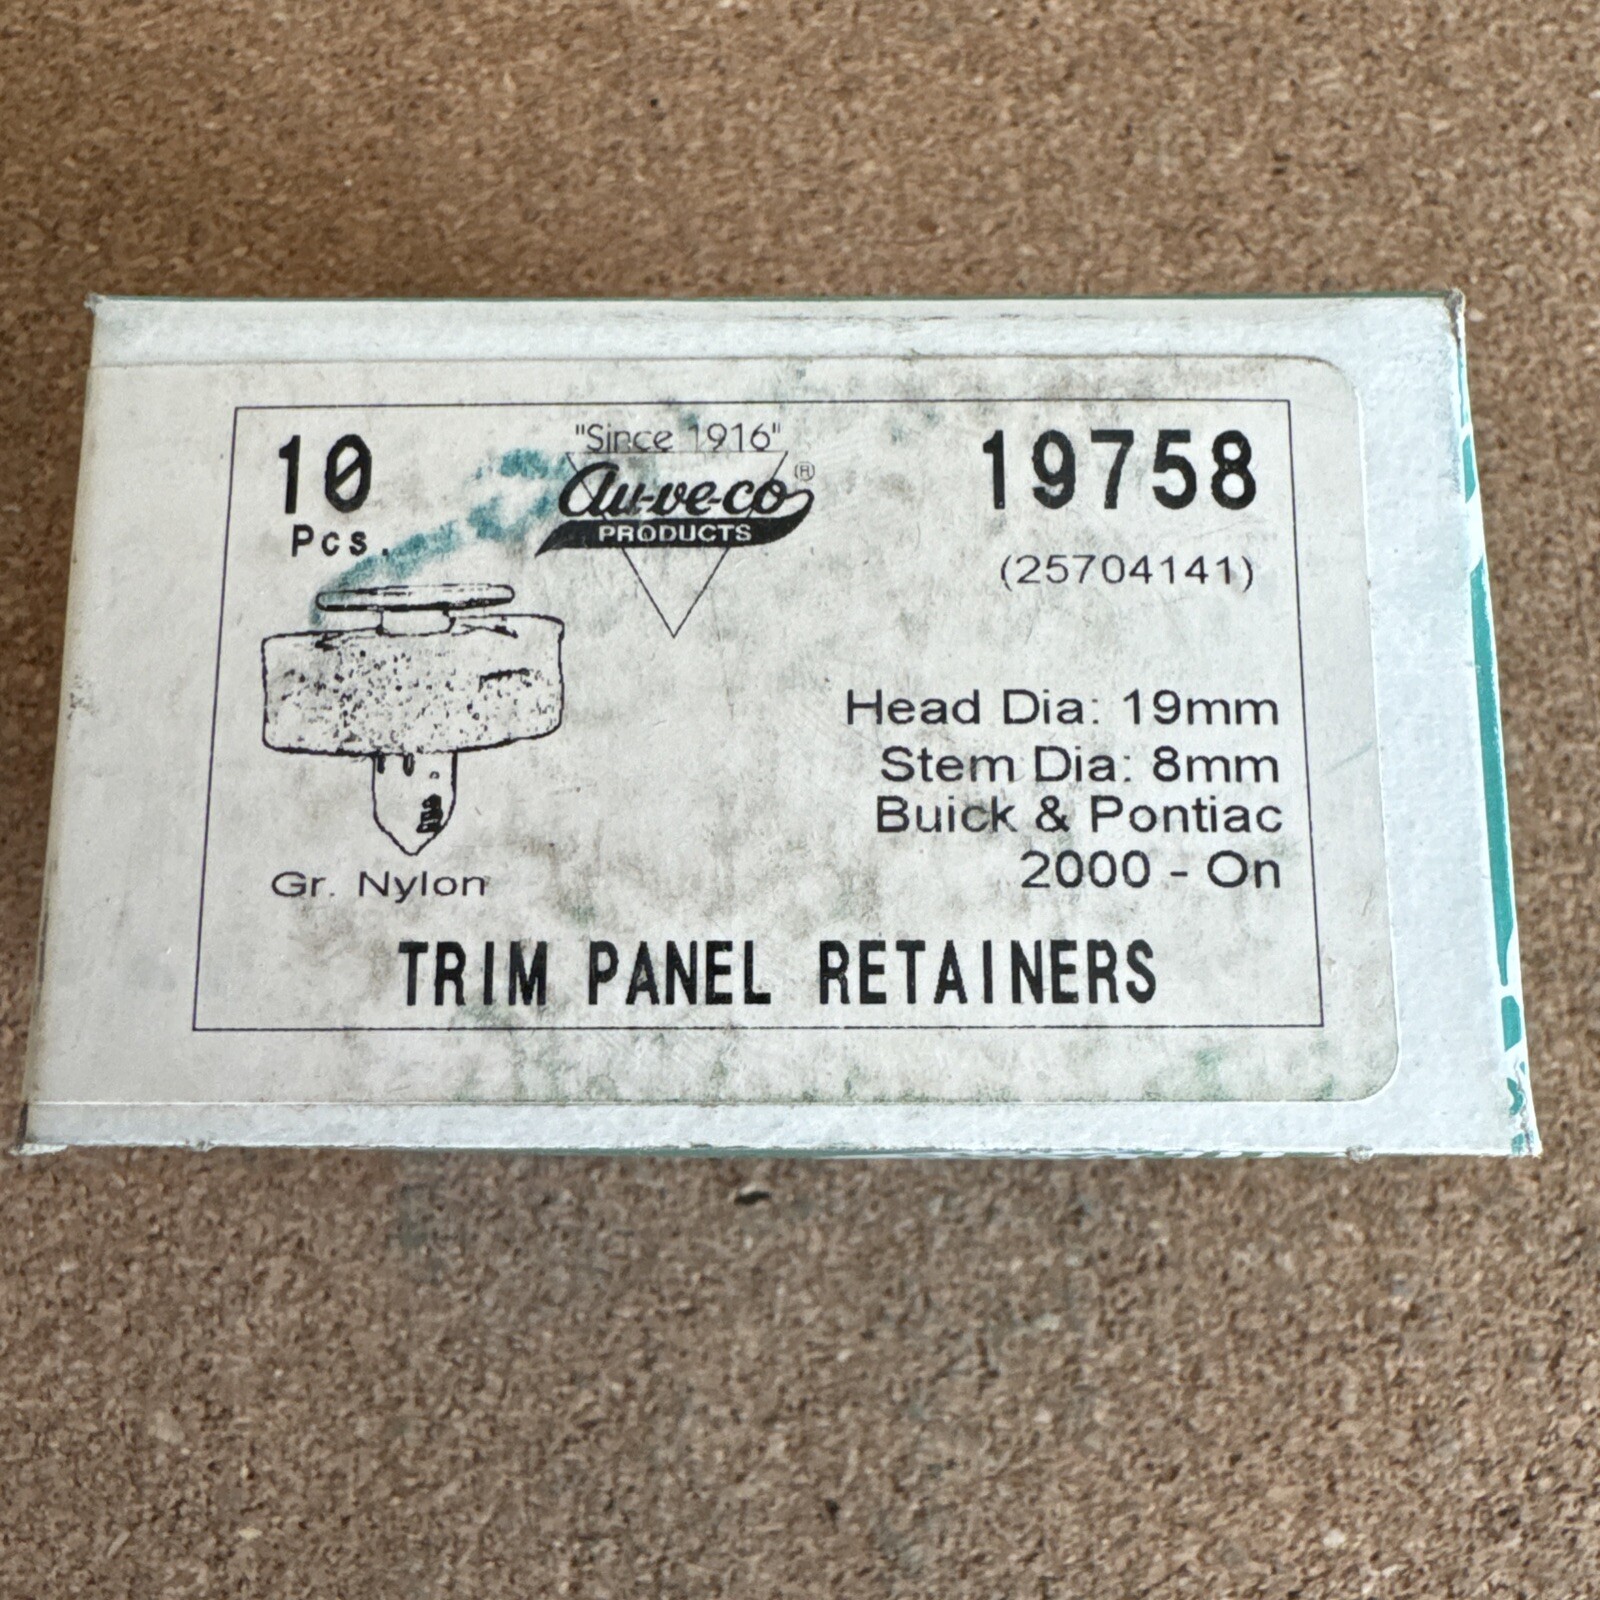 10
Pcs.
"Since 1916"
Au-ve-co®
PRODUCTS
19758
(25704141)
Head Dia: 19mm
Stem Dia: 8mm
Buick & Pontiac
2000 - On
Gr. Nylon
TRIM PANEL RETAINERS